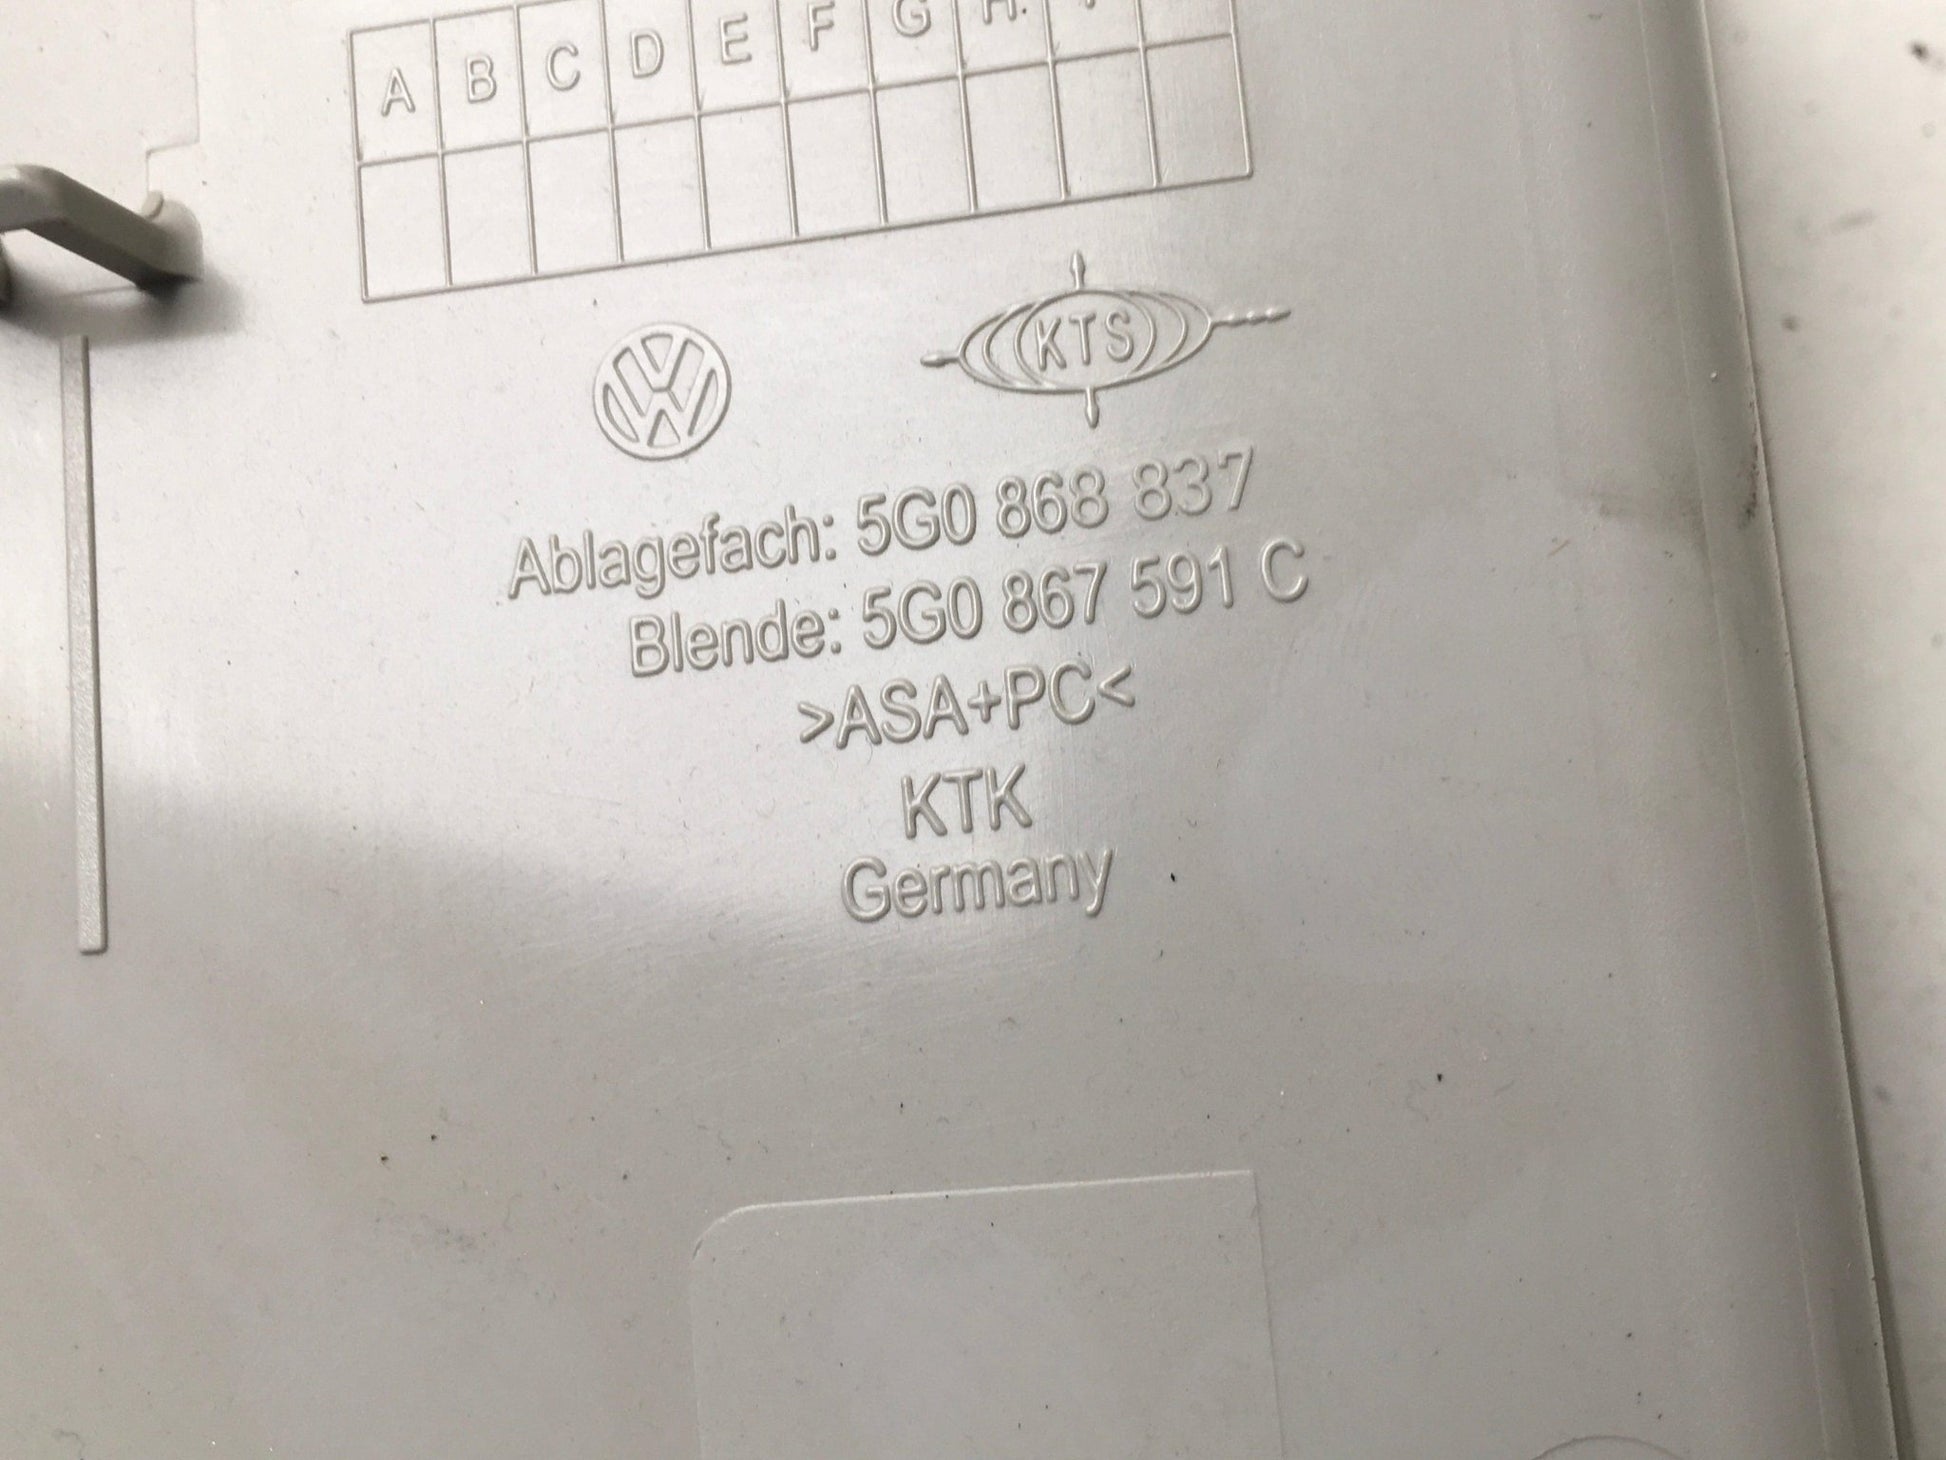 A B C D E F G H.
KTS
Ablagefach: 5G0 868 837
Blende: 5G0 867 591 C
>ASA+PC<
KTK
Germany